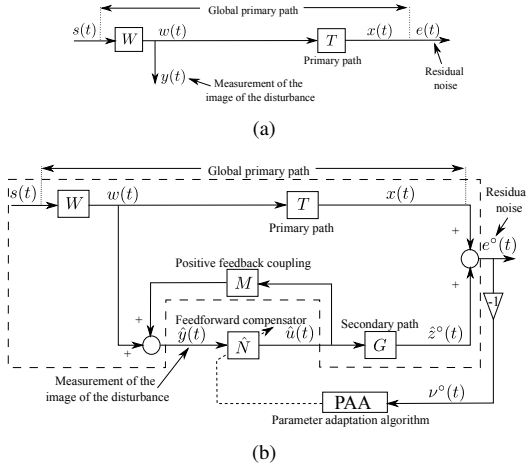 Global primary path
s(t) W w(t) T x(t) e(t)
Primary path
Residual
noise
y(t)
Measurement of the
image of the disturbance
(a)
Global primary path
Residua
noise
s(t) W w(t) T x(t)
Primary path
+
e°(t)
Positive feedback coupling
M
+
-1
Feedforward compensator
Secondary path
+ ŷ(t) N̂ û(t) G ẑ°(t)
Measurement of the
image of the disturbance
PAA
ν°(t)
Parameter adaptation algorithm
(b)